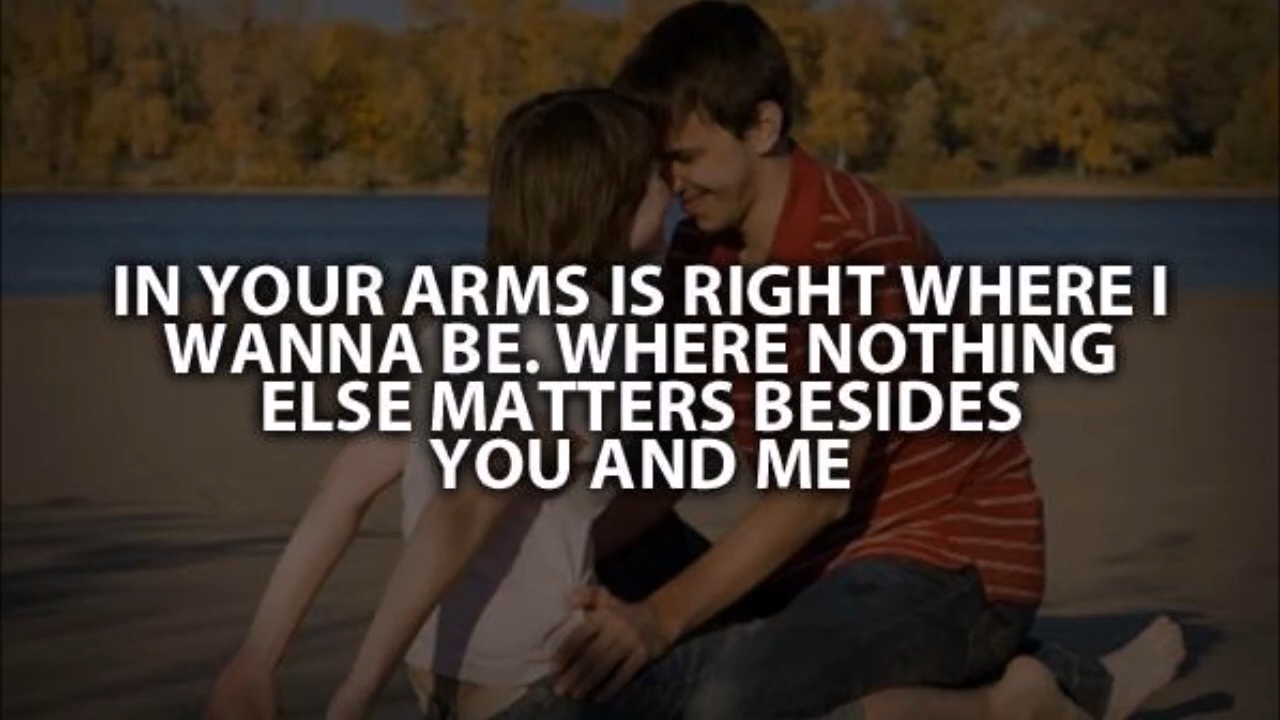 IN YOUR ARMS IS RIGHT WHERE I
WANNA BE. WHERE NOTHING
ELSE MATTERS BESIDES
YOU AND ME